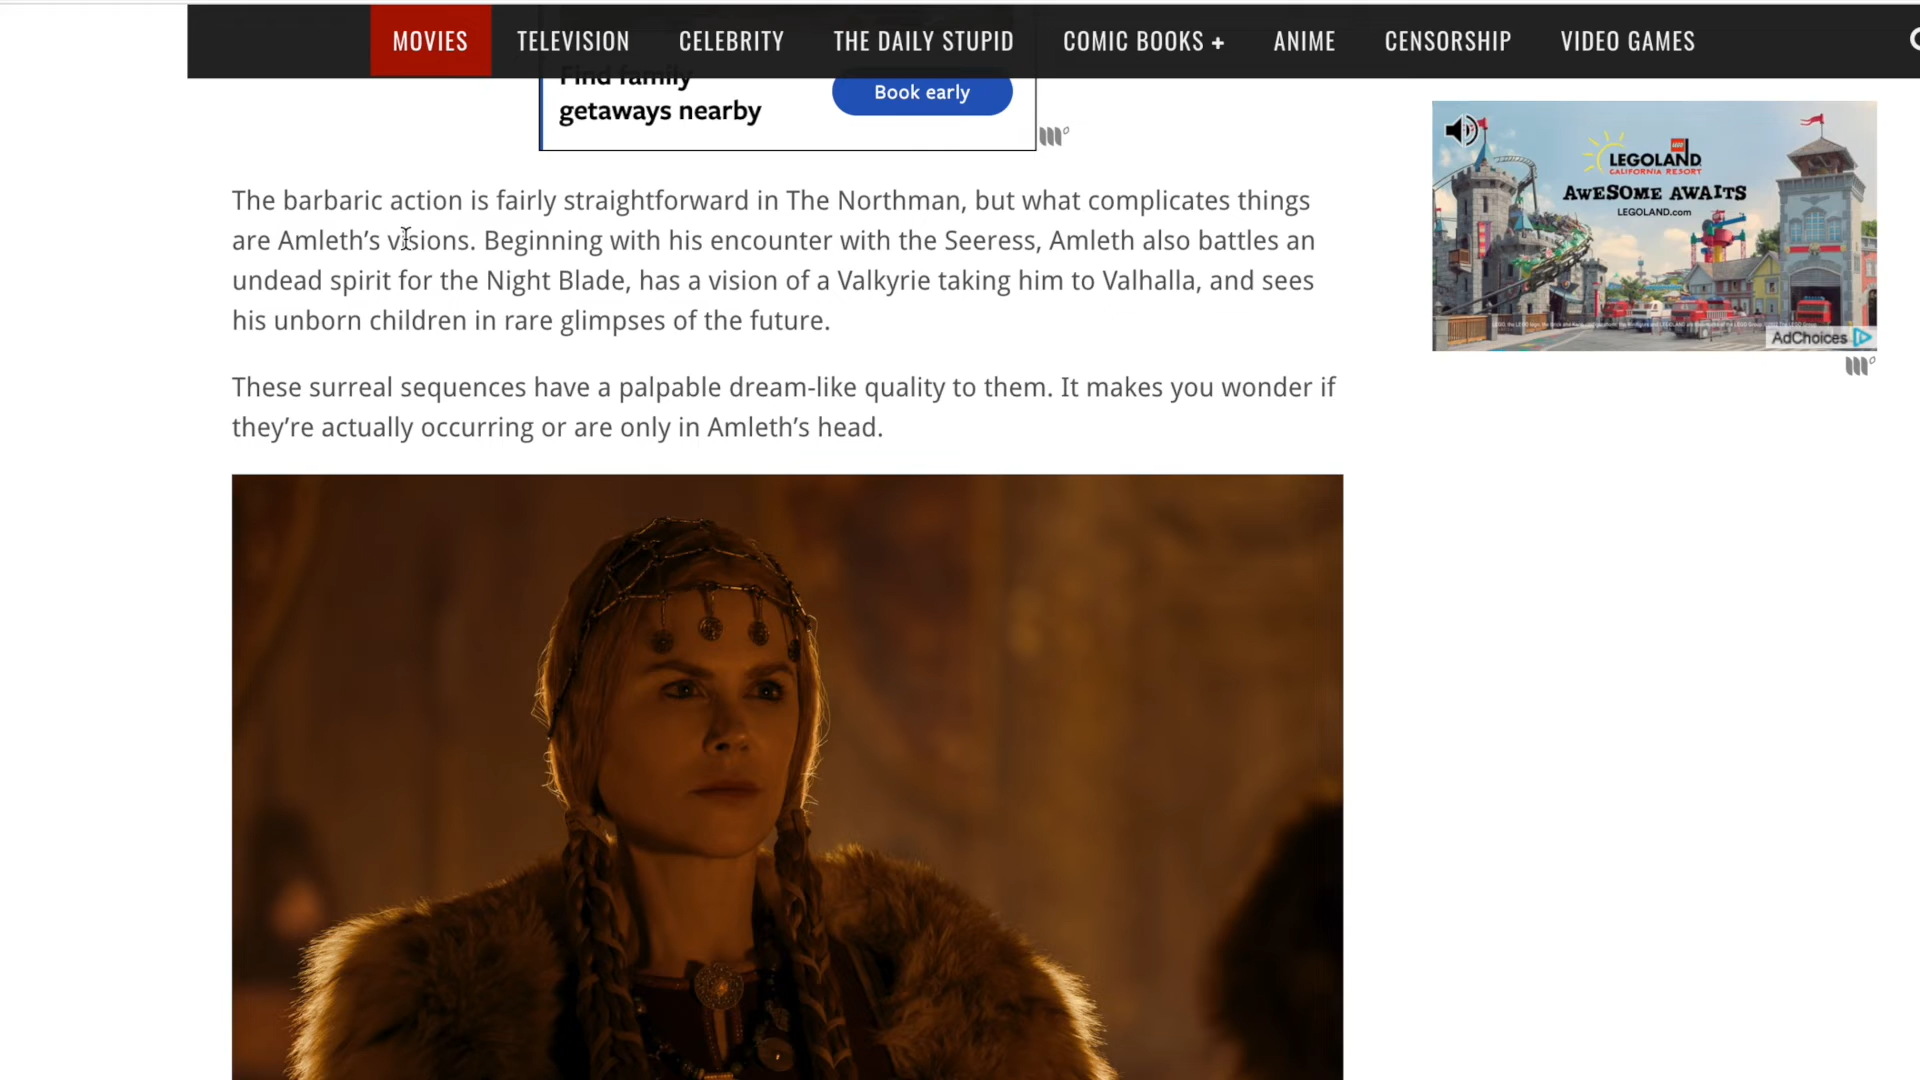 MOVIES TELEVISION CELEBRITY THE DAILY STUPID COMIC BOOKS + ANIME CENSORSHIP VIDEO GAMES
Find family
getaways nearby
Book early
The barbaric action is fairly straightforward in The Northman, but what complicates things
are Amleth’s visions. Beginning with his encounter with the Seeress, Amleth also battles an
undead spirit for the Night Blade, has a vision of a Valkyrie taking him to Valhalla, and sees
his unborn children in rare glimpses of the future.
These surreal sequences have a palpable dream-like quality to them. It makes you wonder if
they’re actually occurring or are only in Amleth’s head.
LEGO
LEGOLAND
CALIFORNIA RESORT
AWESOME AWAITS
LEGOLAND.com
AdChoices